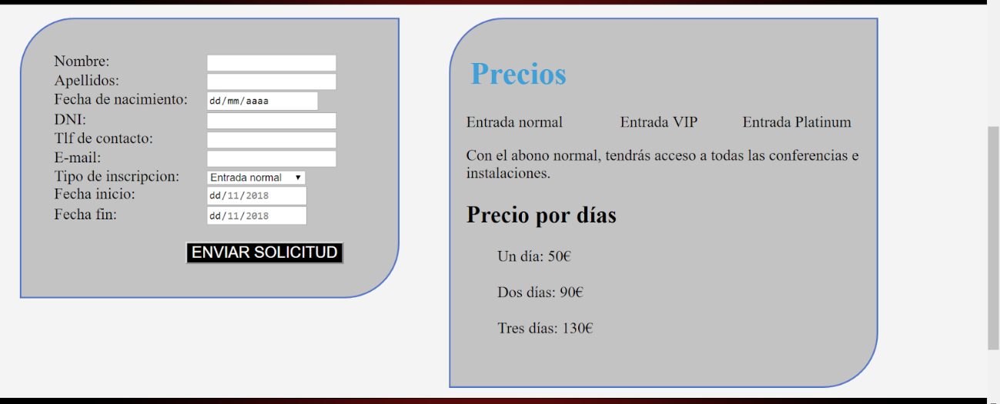 Nombre:
Apellidos:
Fecha de nacimiento: dd/mm/aaaa
DNI:
Tlf de contacto:
E-mail:
Tipo de inscripcion: Entrada normal
Fecha inicio: dd/11/2018
Fecha fin: dd/11/2018
ENVIAR SOLICITUD
Precios
Entrada normal Entrada VIP Entrada Platinum
Con el abono normal, tendrás acceso a todas las conferencias e
instalaciones.
Precio por días
Un día: 50€
Dos días: 90€
Tres días: 130€